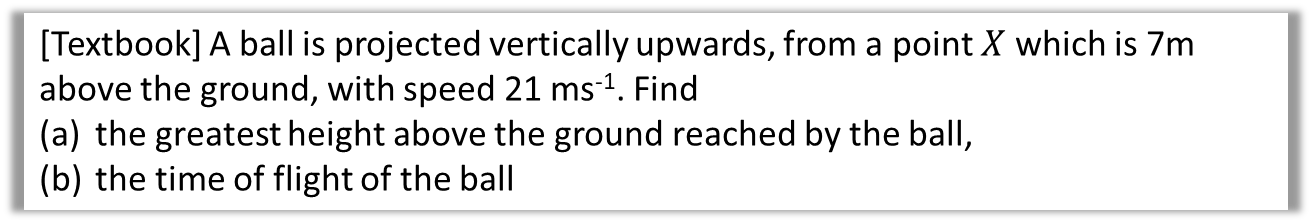 [Textbook] A ball is projected vertically upwards, from a point X which is 7m
above the ground, with speed 21 ms⁻¹. Find
(a) the greatest height above the ground reached by the ball,
(b) the time of flight of the ball